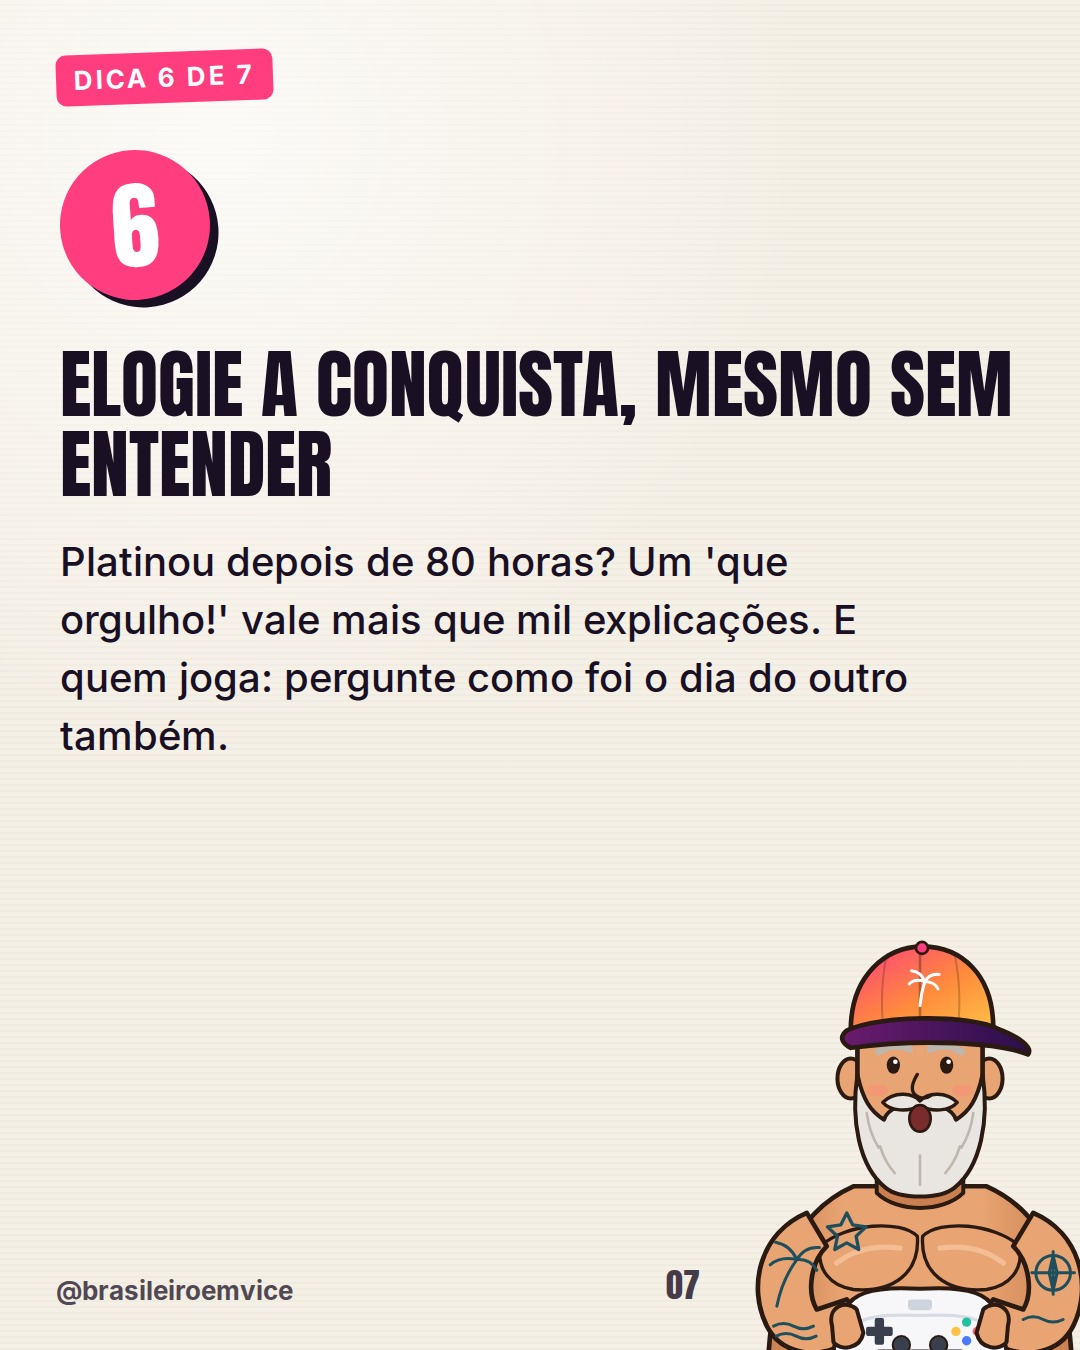 DICA 6 DE 7
6
ELOGIE A CONQUISTA, MESMO SEM
ENTENDER
Platinou depois de 80 horas? Um 'que
orgulho!' vale mais que mil explicações. E
quem joga: pergunte como foi o dia do outro
também.
@brasileiroemvice
07